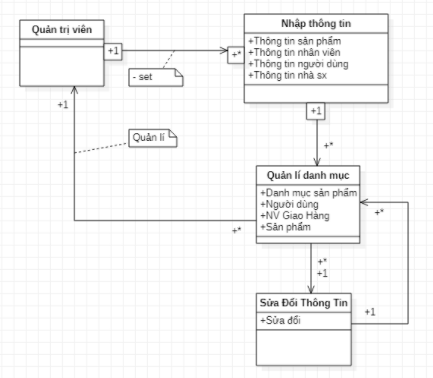 Quản trị viên
+1
+*
- set
Nhập thông tin
+Thông tin sản phẩm
+Thông tin nhân viên
+Thông tin người dùng
+Thông tin nhà sx
+1
+1
Quản lí
+*
Quản lí danh mục
+Danh mục sản phẩm
+Người dùng
+NV Giao Hàng
+Sản phẩm
+*
+*
+*
+1
Sửa Đổi Thông Tin
+Sửa đổi
+1